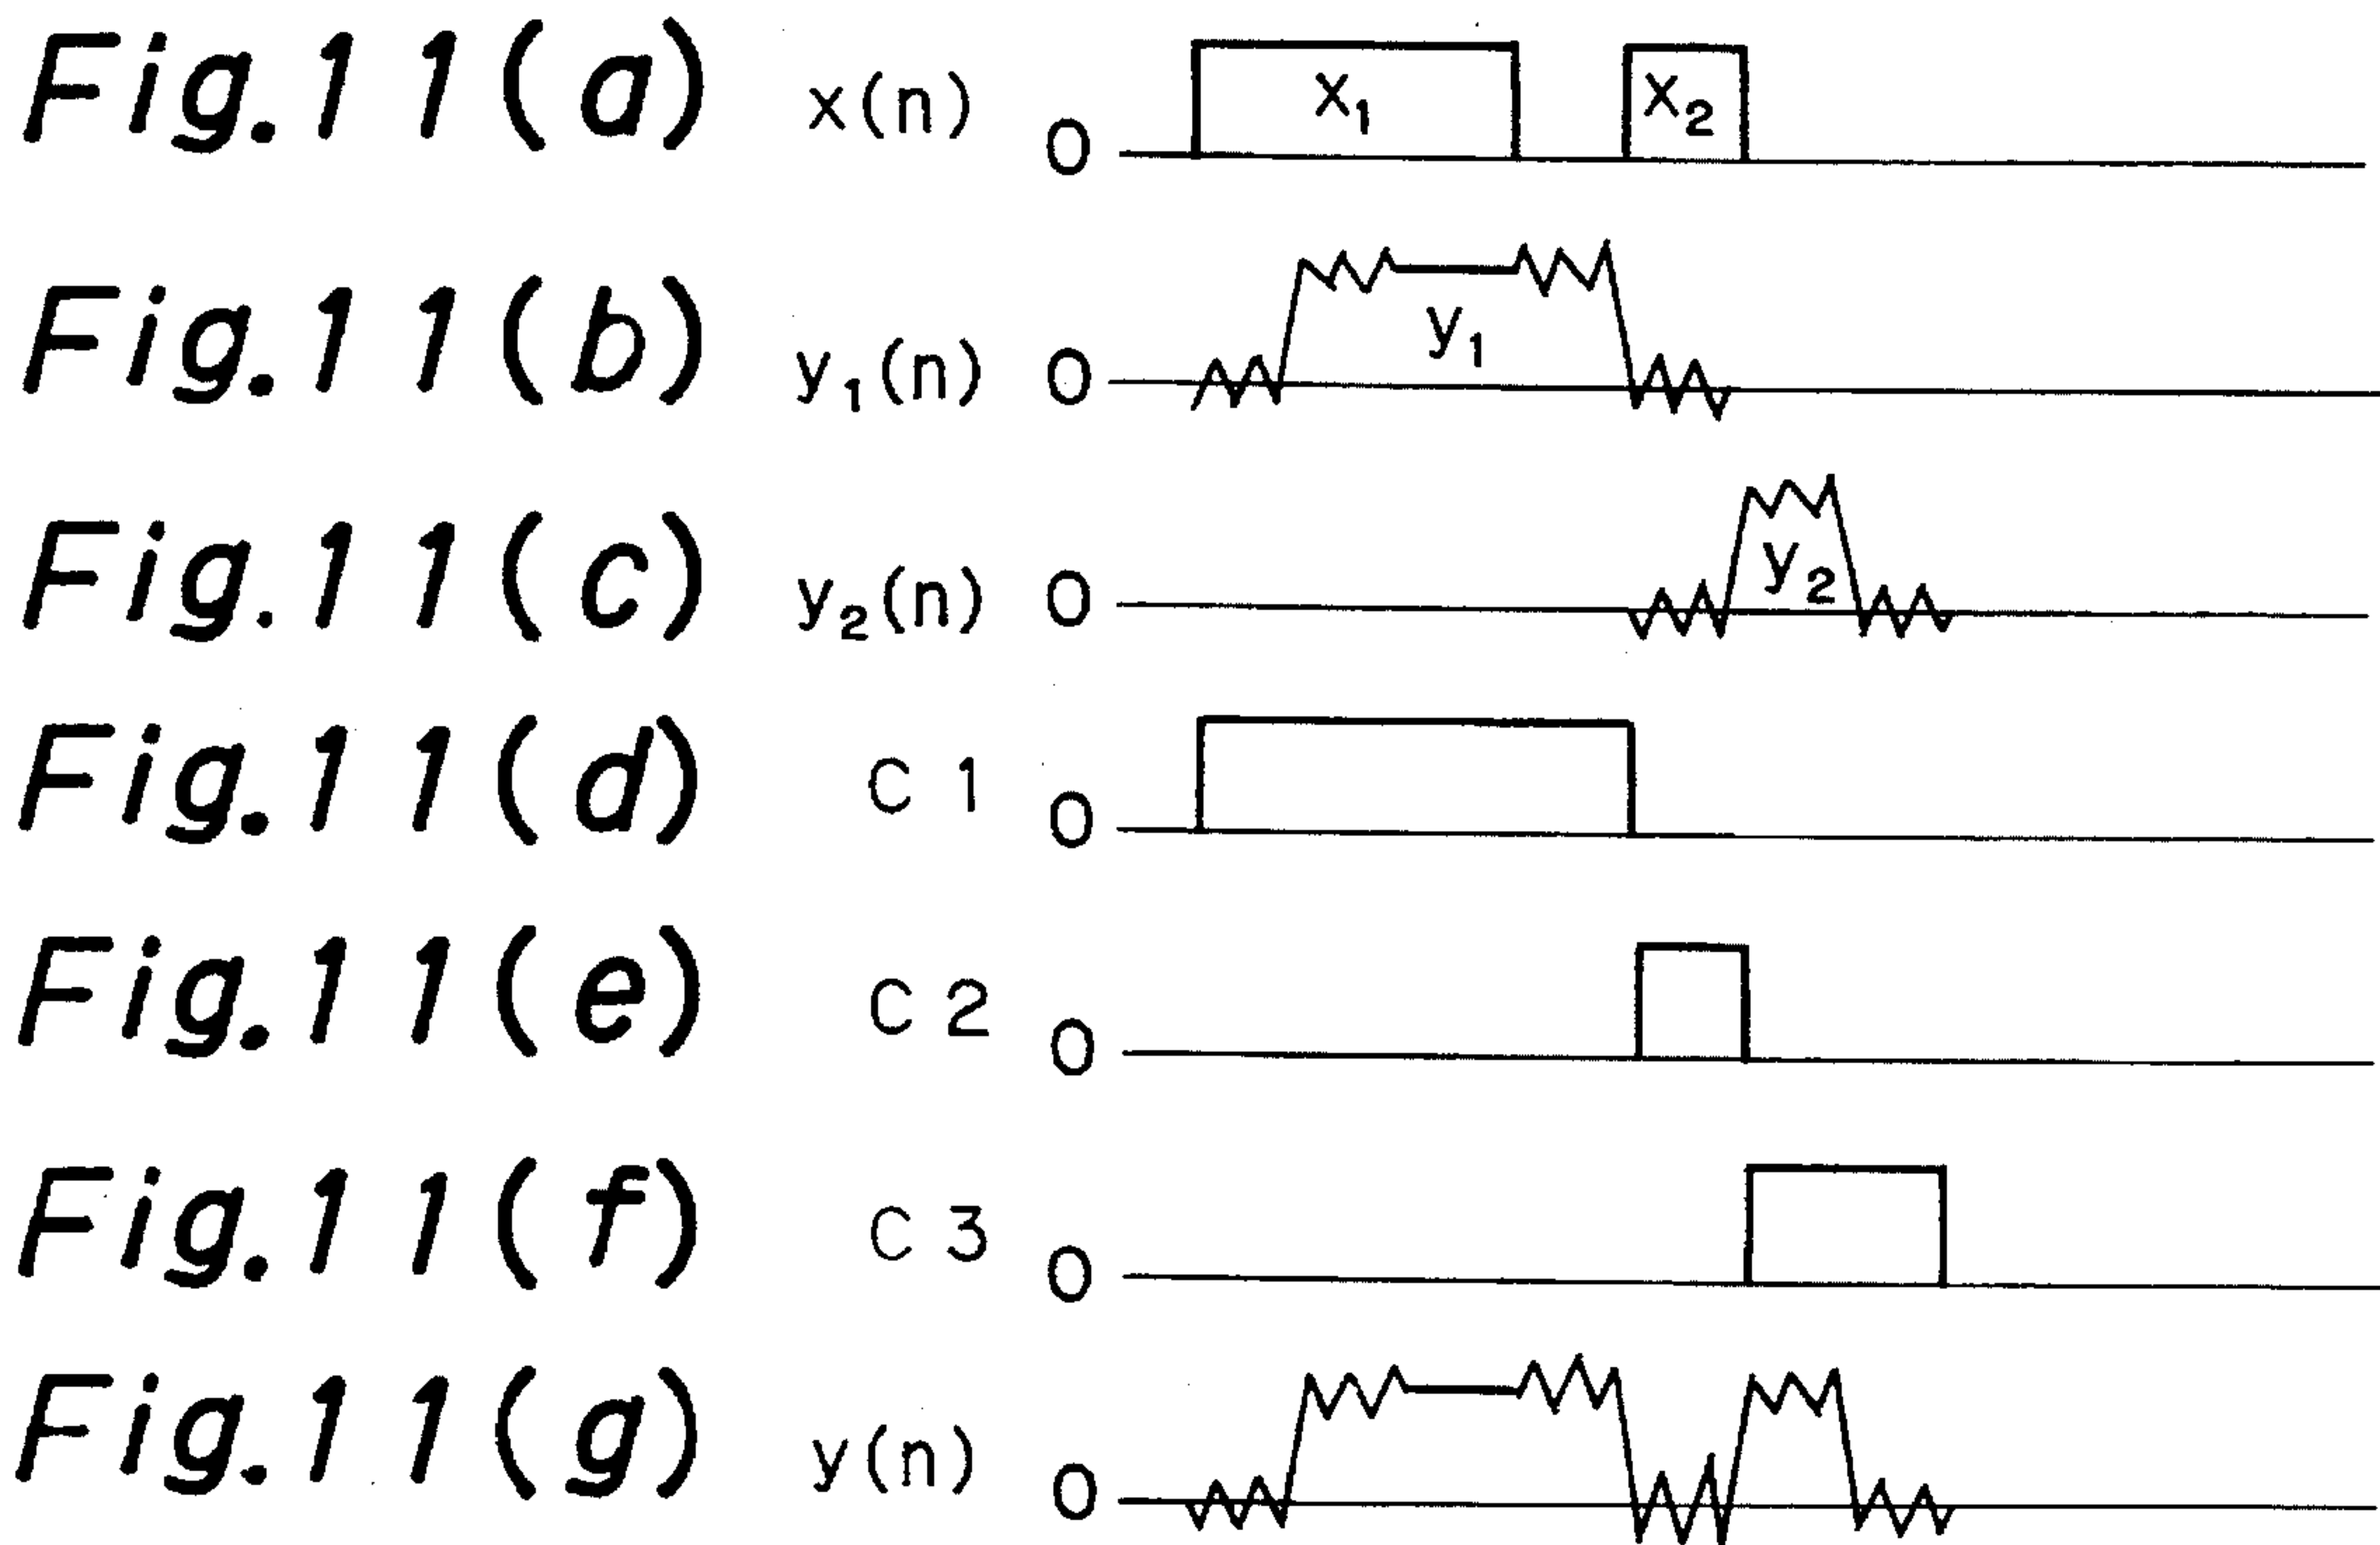 Fig.11(a) x(n) 0 x₁ x₂
Fig.11(b) y₁(n) 0 y₁
Fig.11(c) y₂(n) 0 y₂
Fig.11(d) C1 0
Fig.11(e) C2 0
Fig.11(f) C3 0
Fig.11(g) y(n) 0